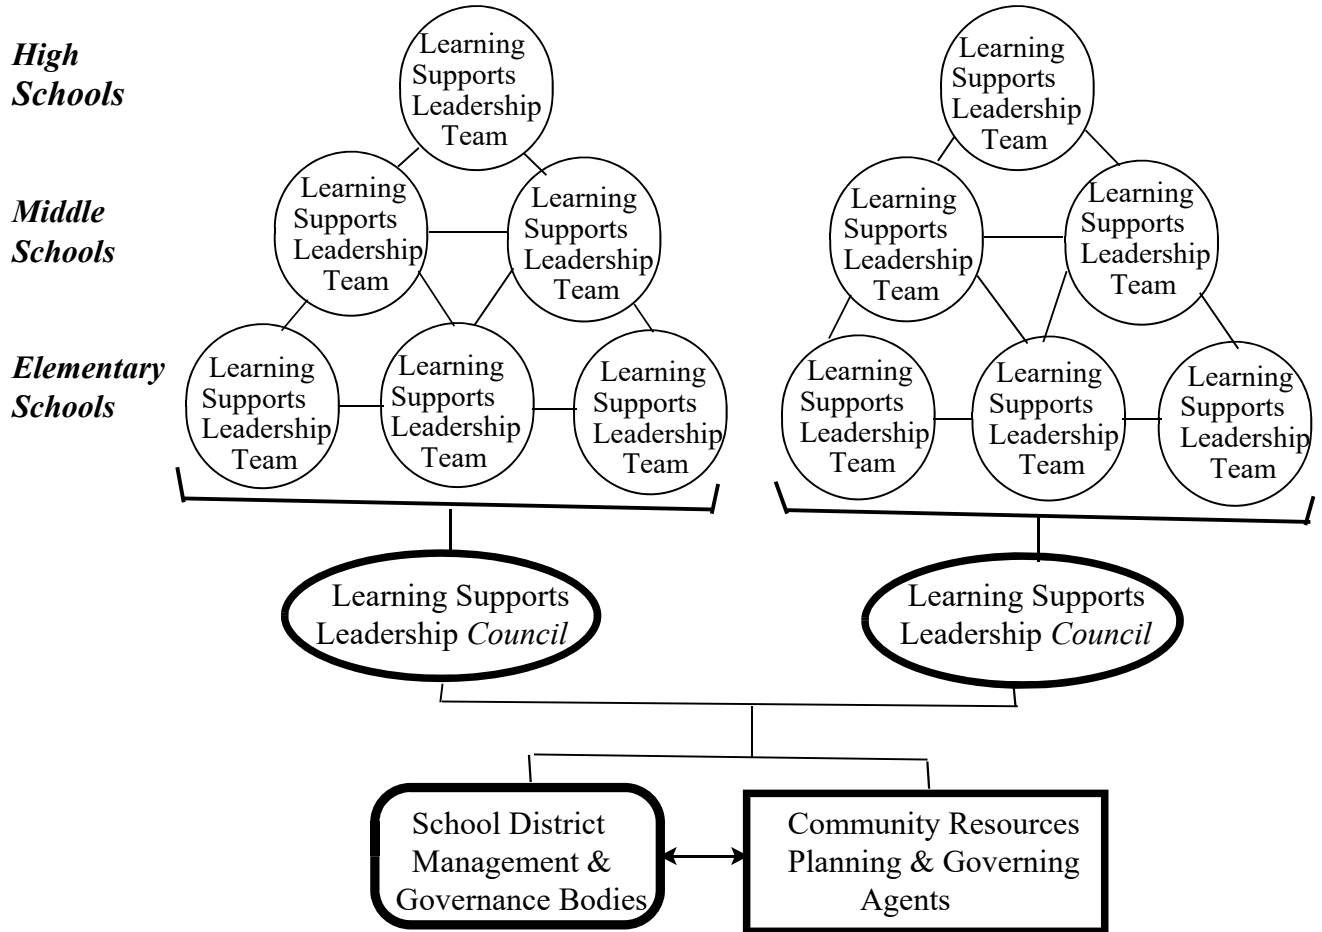 High
Schools
Learning
Supports
Leadership
Team
Learning
Supports
Leadership
Team
Middle
Schools
Learning
Supports
Leadership
Team
Learning
Supports
Leadership
Team
Learning
Supports
Leadership
Team
Learning
Supports
Leadership
Team
Elementary
Schools
Learning
Supports
Leadership
Team
Learning
Supports
Leadership
Team
Learning
Supports
Leadership
Team
Learning
Supports
Leadership
Team
Learning
Supports
Leadership
Team
Learning
Supports
Leadership
Team
Learning Supports
Leadership Council
Learning Supports
Leadership Council
School District
Management &
Governance Bodies
Community Resources
Planning & Governing
Agents